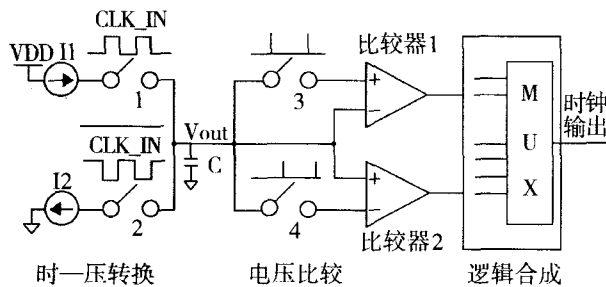 CLK_IN
VDD I1
1
CLK_IN
I2
2
Vout
C
3
4
比较器1
+
−
+
−
比较器2
M
U
X
时钟
输出
时—压转换
电压比较
逻辑合成